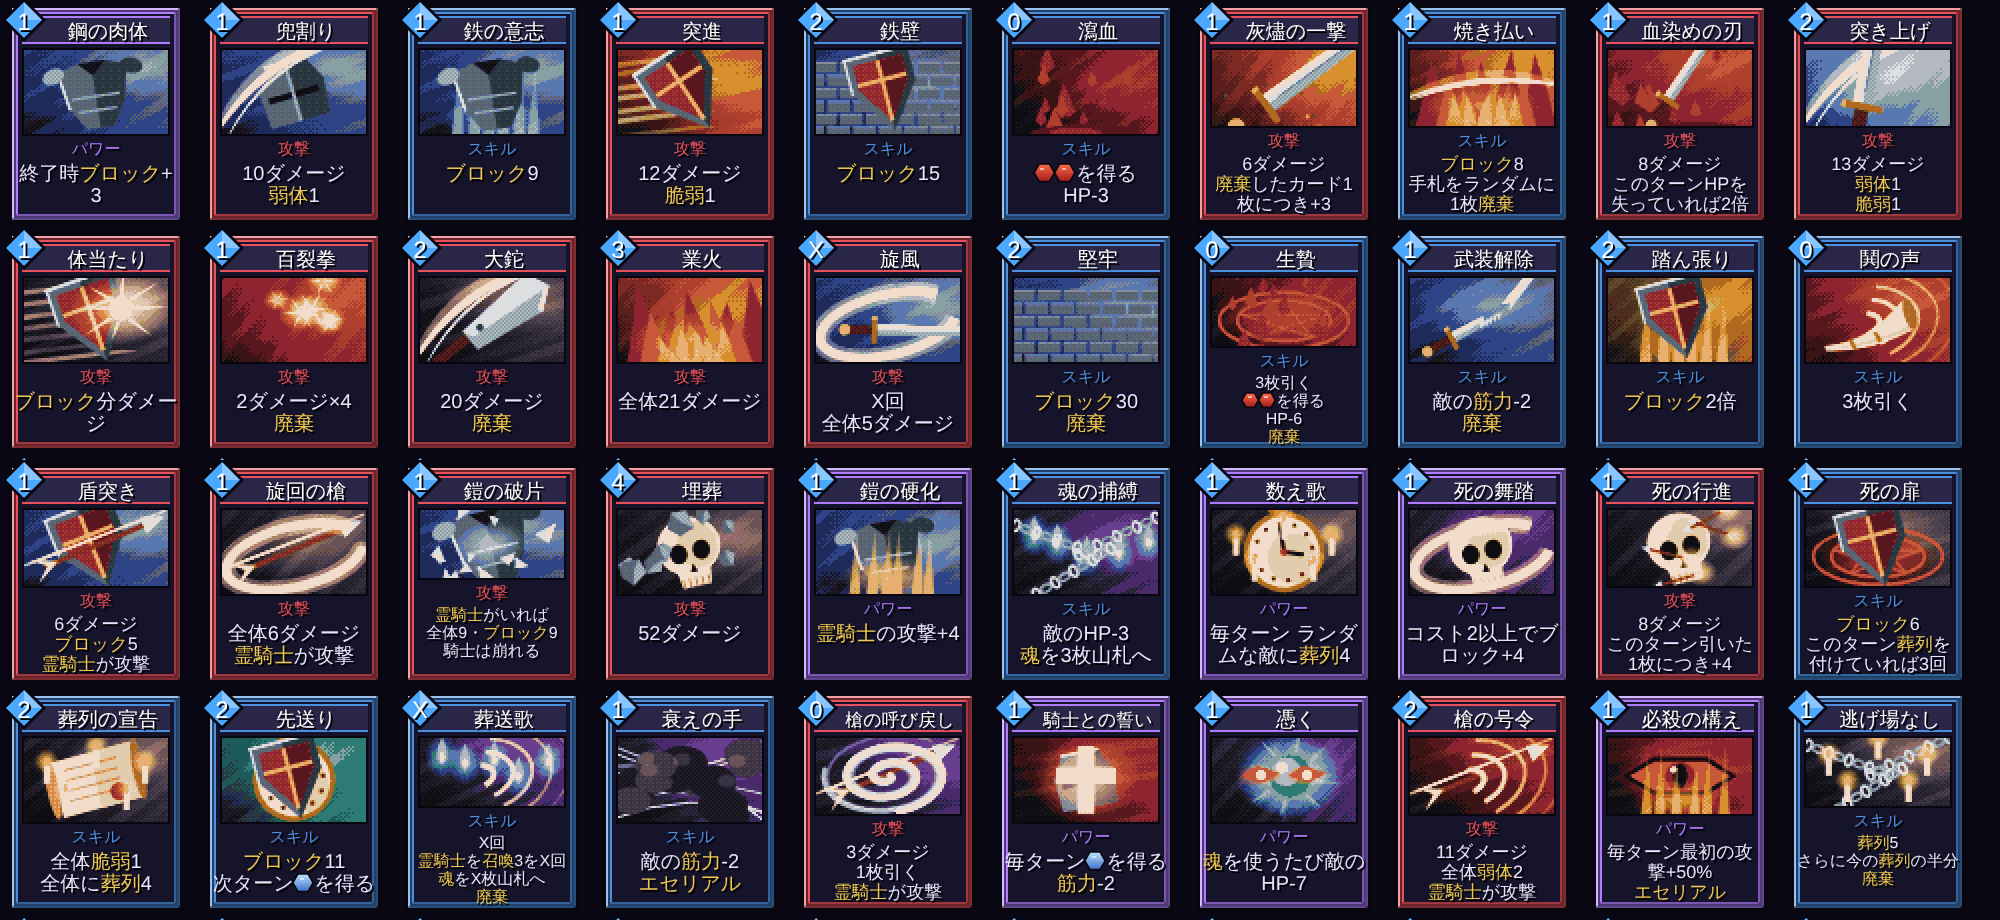 1 鋼の肉体
パワー
終了時ブロック+
3
1 兜割り
攻撃
10ダメージ
弱体1
1 鉄の意志
スキル
ブロック9
1 突進
攻撃
12ダメージ
脆弱1
2 鉄壁
スキル
ブロック15
0 瀉血
スキル
を得る
HP-3
1 灰燼の一撃
攻撃
6ダメージ
廃棄したカード1
枚につき+3
1 焼き払い
スキル
ブロック8
手札をランダムに
1枚廃棄
1 血染めの刃
攻撃
8ダメージ
このターンHPを
失っていれば2倍
2 突き上げ
攻撃
13ダメージ
弱体1
脆弱1
1 体当たり
攻撃
ブロック分ダメー
ジ
1 百裂拳
攻撃
2ダメージ×4
廃棄
2 大鉈
攻撃
20ダメージ
廃棄
3 業火
攻撃
全体21ダメージ
X 旋風
攻撃
X回
全体5ダメージ
2 堅牢
スキル
ブロック30
廃棄
0 生贄
スキル
3枚引く
を得る
HP-6
廃棄
1 武装解除
スキル
敵の筋力-2
廃棄
2 踏ん張り
スキル
ブロック2倍
0 鬨の声
スキル
3枚引く
1 盾突き
攻撃
6ダメージ
ブロック5
霊騎士が攻撃
1 旋回の槍
攻撃
全体6ダメージ
霊騎士が攻撃
1 鎧の破片
攻撃
霊騎士がいれば
全体9・ブロック9
騎士は崩れる
4 埋葬
攻撃
52ダメージ
1 鎧の硬化
パワー
霊騎士の攻撃+4
1 魂の捕縛
スキル
敵のHP-3
魂を3枚山札へ
1 数え歌
パワー
毎ターン ランダ
ムな敵に葬列4
1 死の舞踏
パワー
コスト2以上でブ
ロック+4
1 死の行進
攻撃
8ダメージ
このターン引いた
1枚につき+4
1 死の扉
スキル
ブロック6
このターン葬列を
付けていれば3回
2 葬列の宣告
スキル
全体脆弱1
全体に葬列4
2 先送り
スキル
ブロック11
次ターンを得る
X 葬送歌
スキル
X回
霊騎士を召喚3をX回
魂をX枚山札へ
廃棄
1 衰えの手
スキル
敵の筋力-2
エセリアル
0 槍の呼び戻し
攻撃
3ダメージ
1枚引く
霊騎士が攻撃
1 騎士との誓い
パワー
毎ターンを得る
筋力-2
1 憑く
パワー
魂を使うたび敵の
HP-7
2 槍の号令
攻撃
11ダメージ
全体弱体2
霊騎士が攻撃
1 必殺の構え
パワー
毎ターン最初の攻
撃+50%
エセリアル
1 逃げ場なし
スキル
葬列5
さらに今の葬列の半分
廃棄